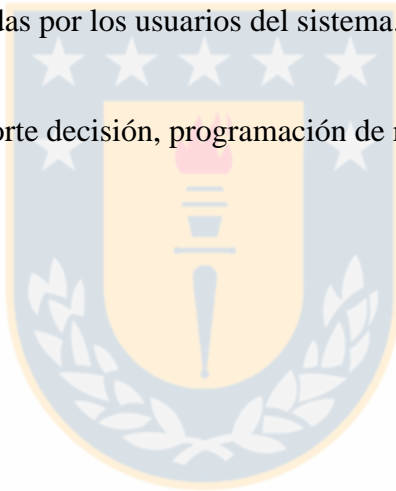 das por los usuarios del sistema.
orte decisión, programación de